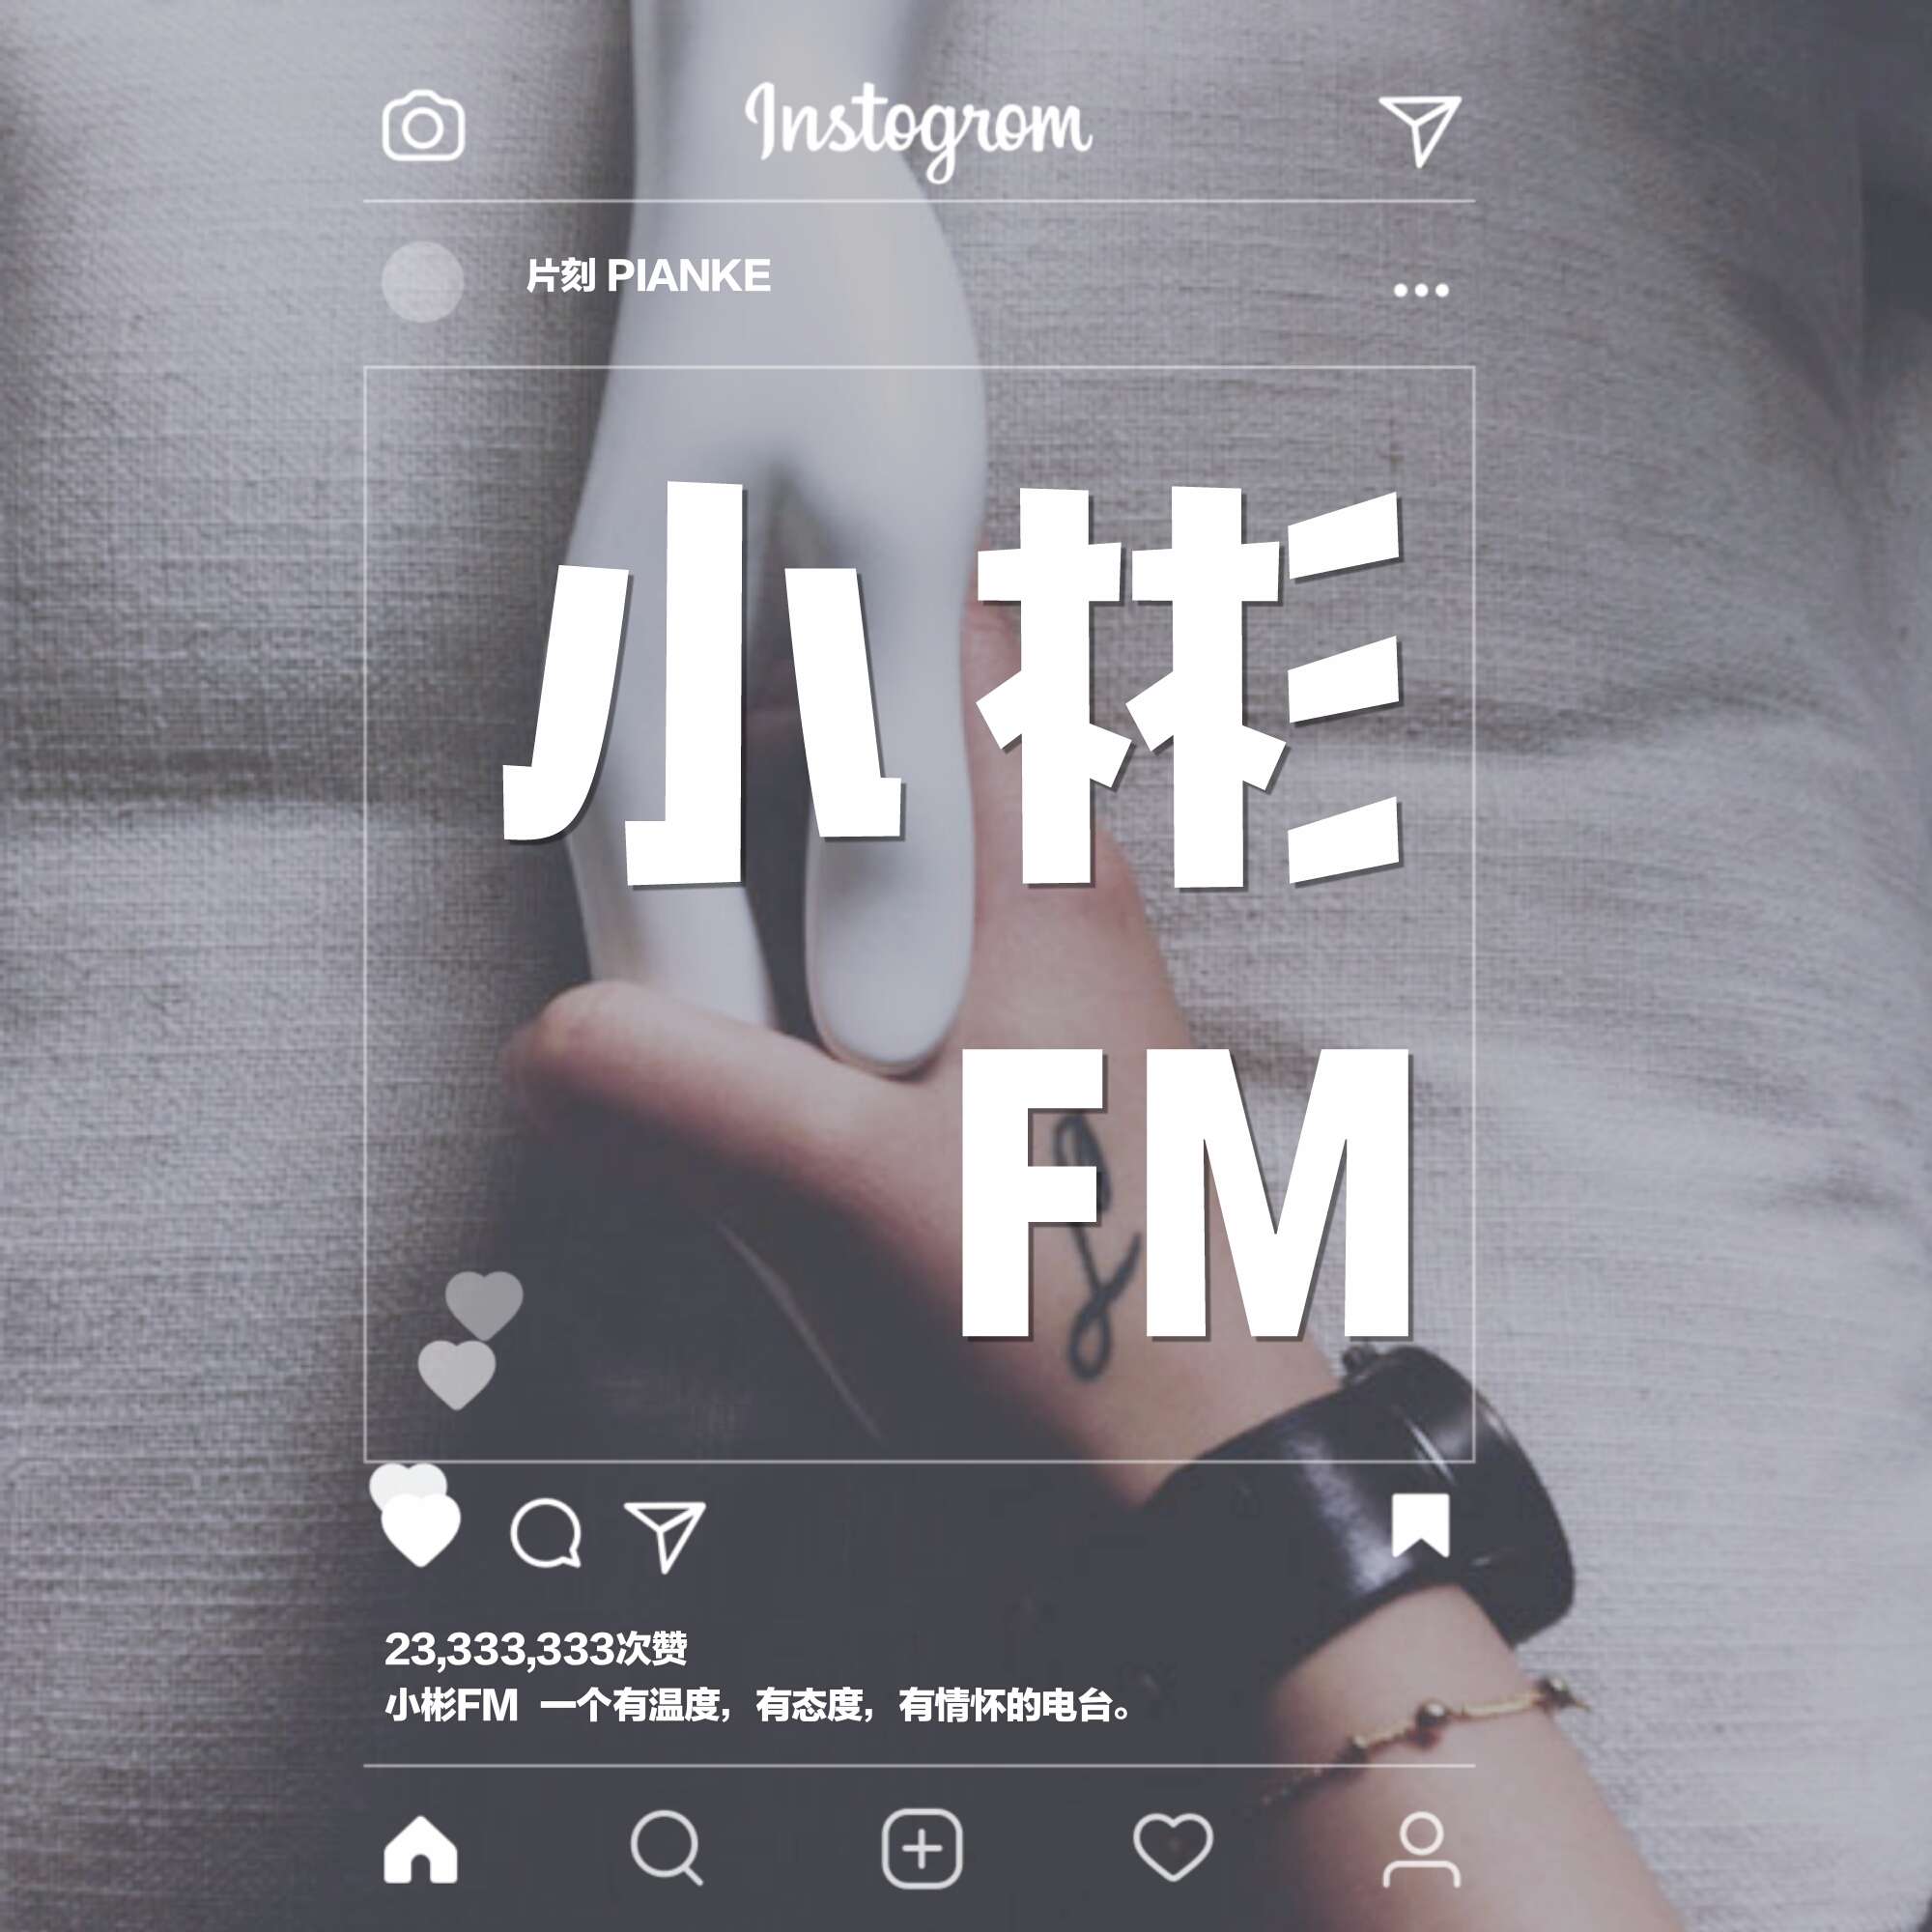 Instogrom
片刻 PIANKE
小彬
FM
23,333,333次赞
小彬FM 一个有温度，有态度，有情怀的电台。